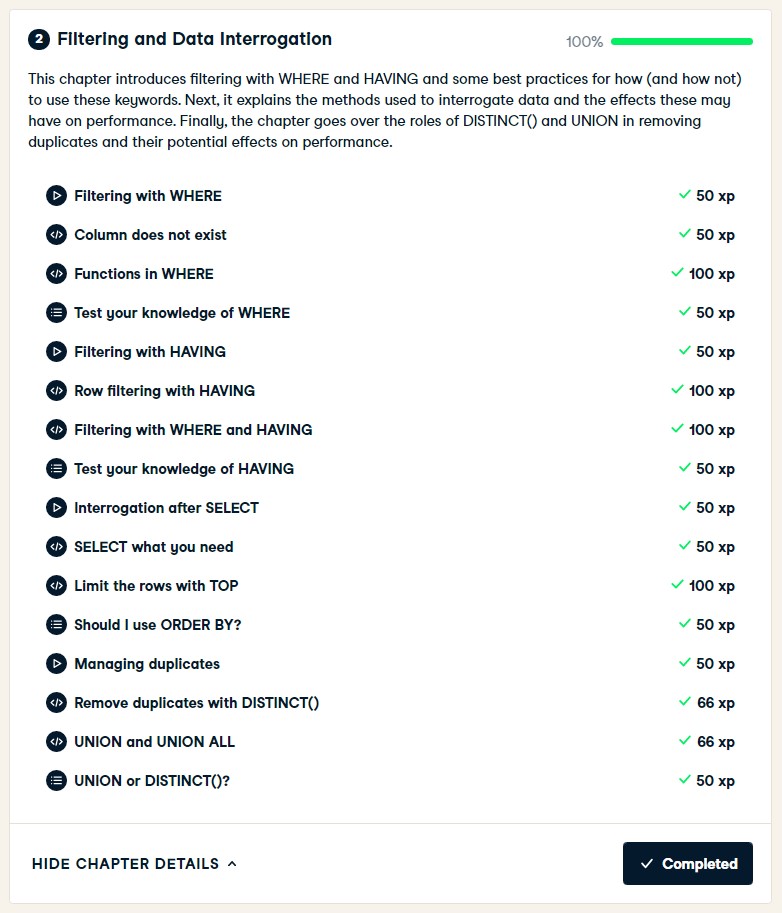 2 Filtering and Data Interrogation 100%
This chapter introduces filtering with WHERE and HAVING and some best practices for how (and how not)
to use these keywords. Next, it explains the methods used to interrogate data and the effects these may
have on performance. Finally, the chapter goes over the roles of DISTINCT() and UNION in removing
duplicates and their potential effects on performance.
Filtering with WHERE 50 xp
Column does not exist 50 xp
Functions in WHERE 100 xp
Test your knowledge of WHERE 50 xp
Filtering with HAVING 50 xp
Row filtering with HAVING 100 xp
Filtering with WHERE and HAVING 100 xp
Test your knowledge of HAVING 50 xp
Interrogation after SELECT 50 xp
SELECT what you need 50 xp
Limit the rows with TOP 100 xp
Should I use ORDER BY? 50 xp
Managing duplicates 50 xp
Remove duplicates with DISTINCT() 66 xp
UNION and UNION ALL 66 xp
UNION or DISTINCT()? 50 xp
HIDE CHAPTER DETAILS Completed